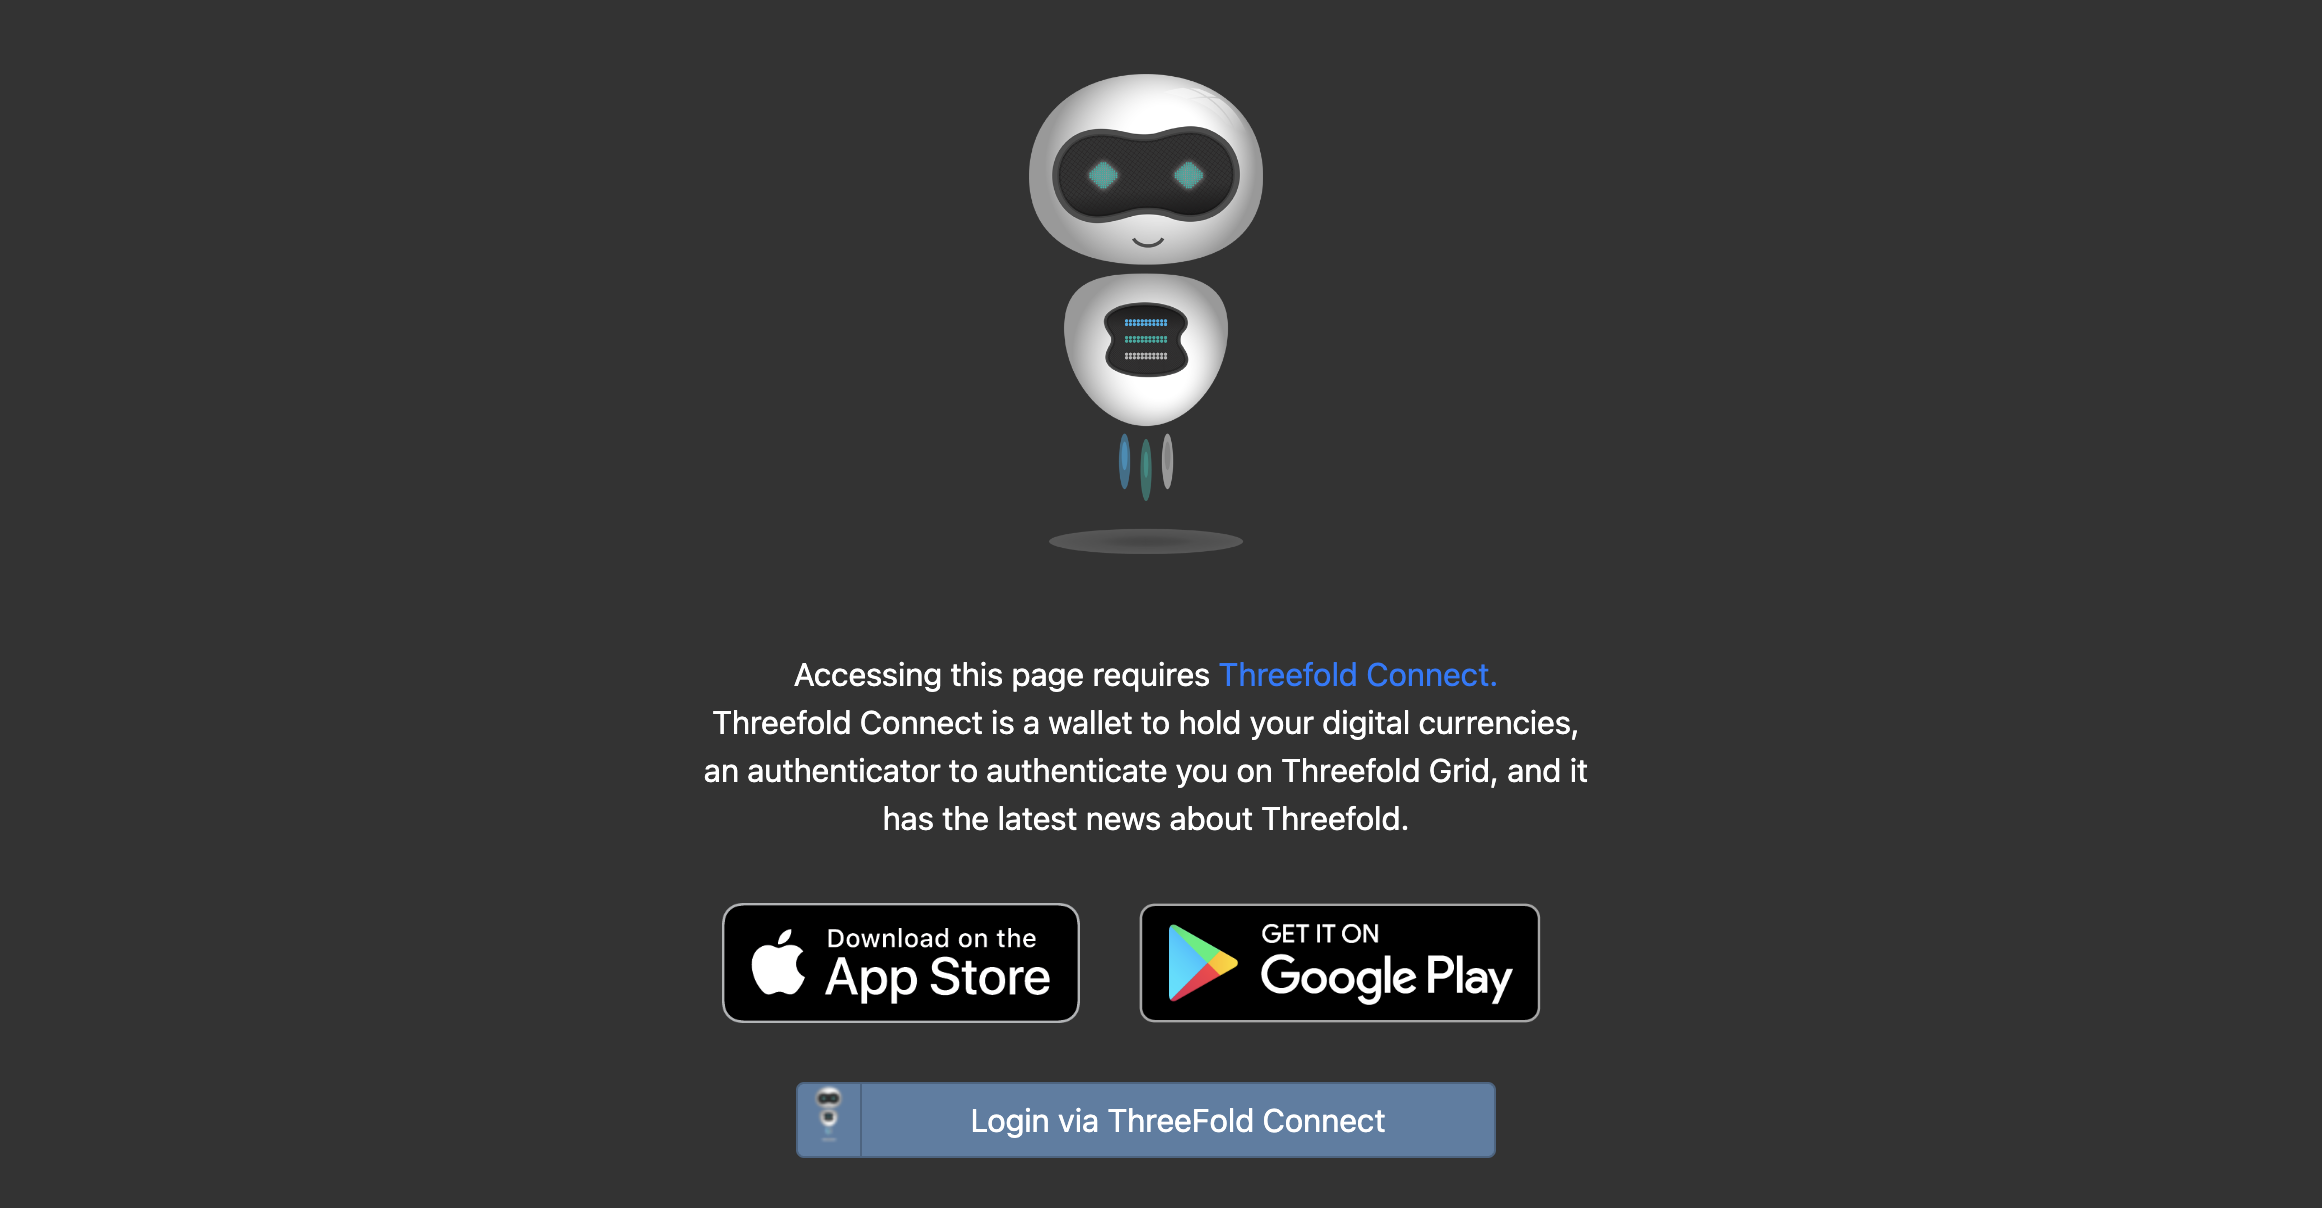 Accessing this page requires Threefold Connect.
Threefold Connect is a wallet to hold your digital currencies,
an authenticator to authenticate you on Threefold Grid, and it
has the latest news about Threefold.
Download on the
App Store
GET IT ON
Google Play
Login via ThreeFold Connect